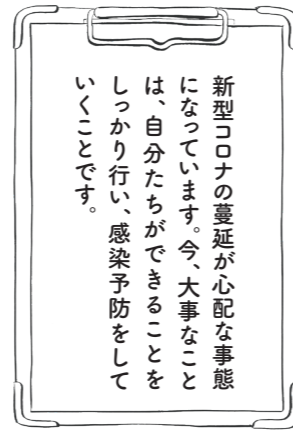 新型コロナの蔓延が心配な事態
になっています。今、大事なこと
は、自分たちができることを
しっかり行い、感染予防をして
いくことです。